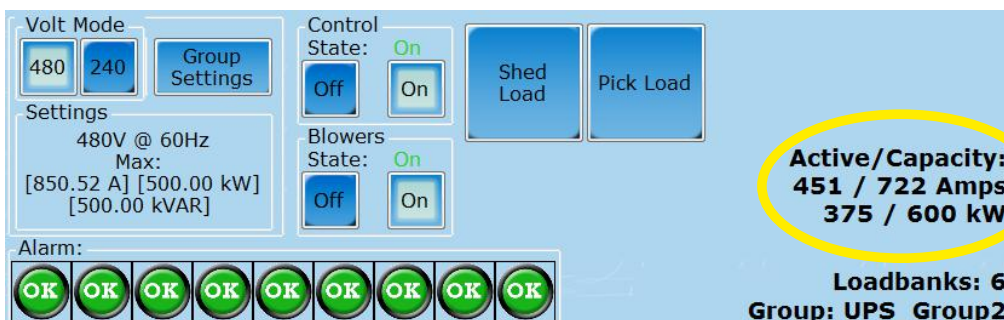 Volt Mode
480
240
Group
Settings
Settings
480V @ 60Hz
Max:
[850.52 A] [500.00 kW]
[500.00 kVAR]
Control
State: On
Off
On
Blowers
State: On
Off
On
Shed
Load
Pick Load
Active/Capacity:
451 / 722 Amps
375 / 600 kW
Alarm:
OK OK OK OK OK OK OK OK OK
Loadbanks: 6
Group: UPS_Group2